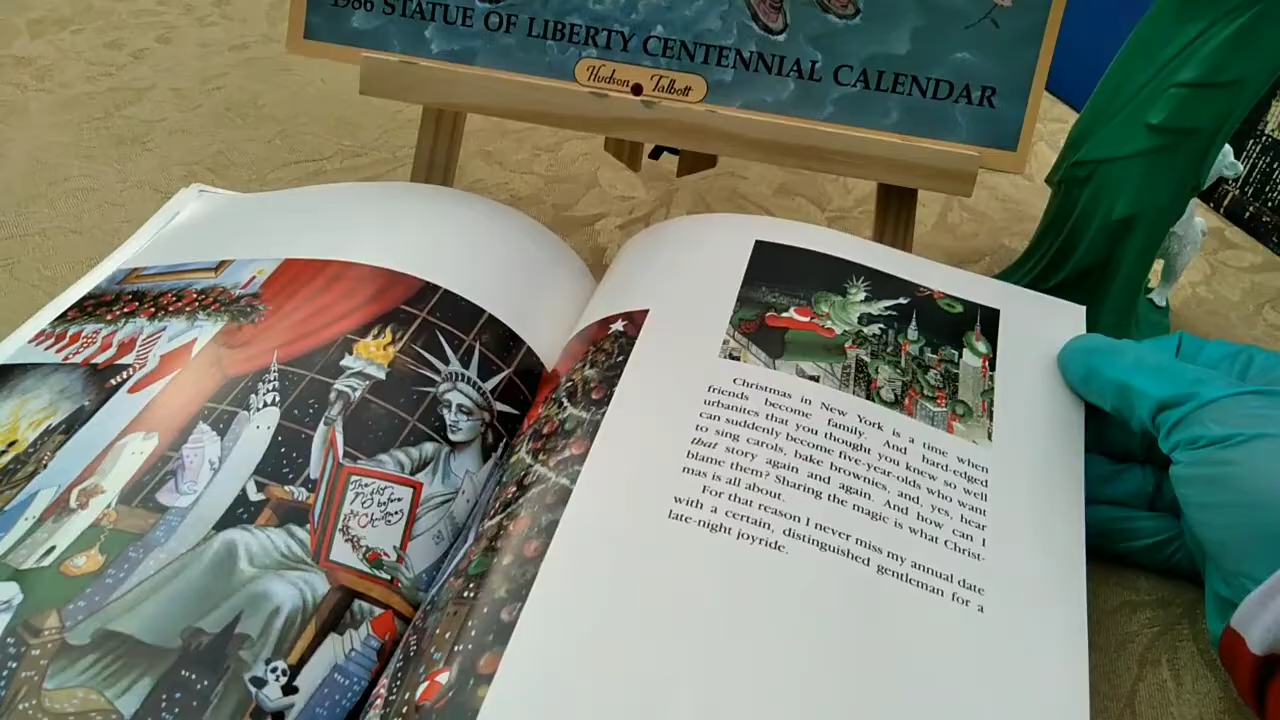 1986 STATUE OF LIBERTY CENTENNIAL CALENDAR
Hudson Talbott
The
Night
before
Christmas
Christmas in New York is a time when
friends become family. And hard-edged
urbanites that you thought you knew so well
can suddenly become five-year-olds who want
to sing carols, bake brownies, and, yes, hear
that story again and again. And how can I
blame them? Sharing the magic is what Christ-
mas is all about.
For that reason I never miss my annual date
with a certain, distinguished gentleman for a
late-night joyride.